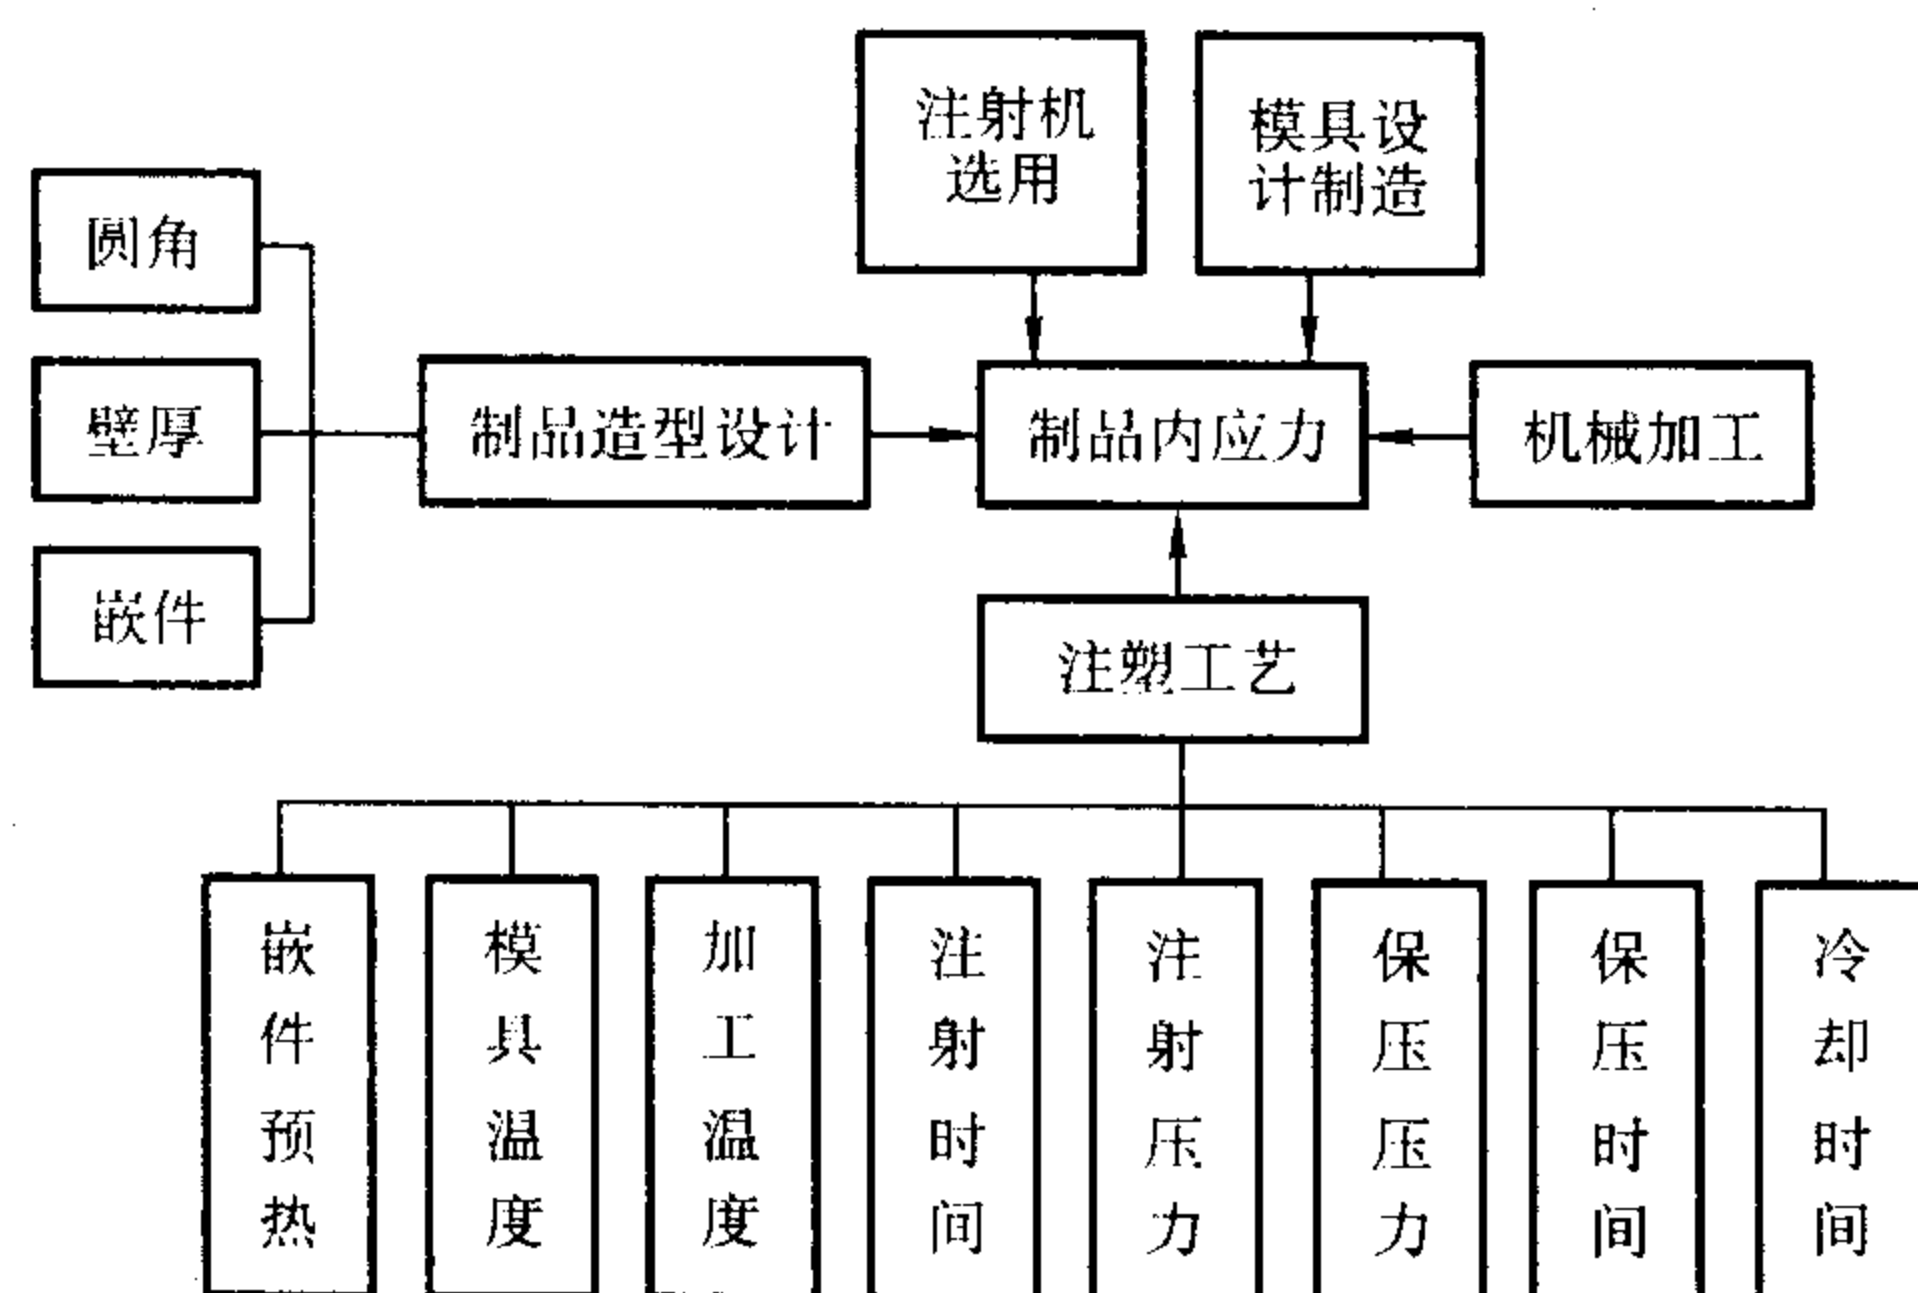 注射机
选用
模具设
计制造
圆角
壁厚
嵌件
制品造型设计
制品内应力
机械加工
注塑工艺
嵌件预热
模具温度
加工温度
注射时间
注射压力
保压压力
保压时间
冷却时间